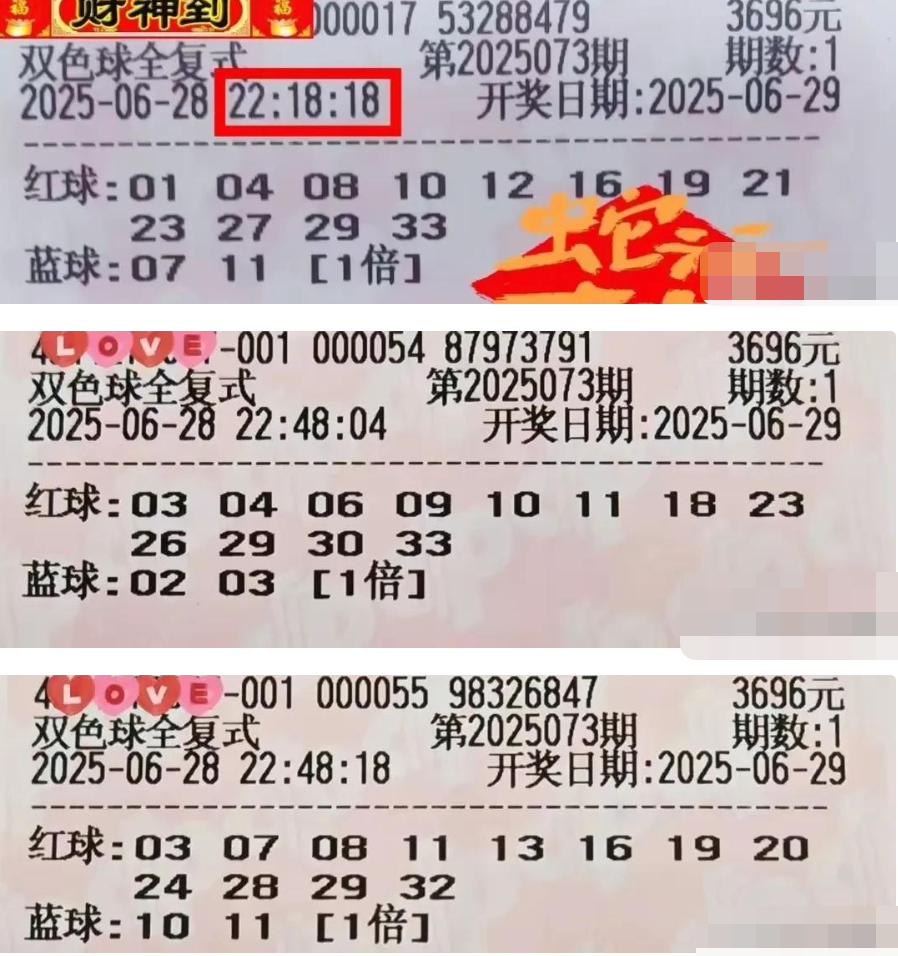 财神到
福
福
000017 53288479 3696元
双色球全复式 第2025073期 期数:1
2025-06-28 22:18:18 开奖日期:2025-06-29
红球:01 04 08 10 12 16 19 21
23 27 29 33
蓝球:07 11 [1倍]
蛇
LOVE
-001 000054 87973791 3696元
双色球全复式 第2025073期 期数:1
2025-06-28 22:48:04 开奖日期:2025-06-29
红球:03 04 06 09 10 11 18 23
26 29 30 33
蓝球:02 03 [1倍]
LOVE
-001 000055 98326847 3696元
双色球全复式 第2025073期 期数:1
2025-06-28 22:48:18 开奖日期:2025-06-29
红球:03 07 08 11 13 16 19 20
24 28 29 32
蓝球:10 11 [1倍]